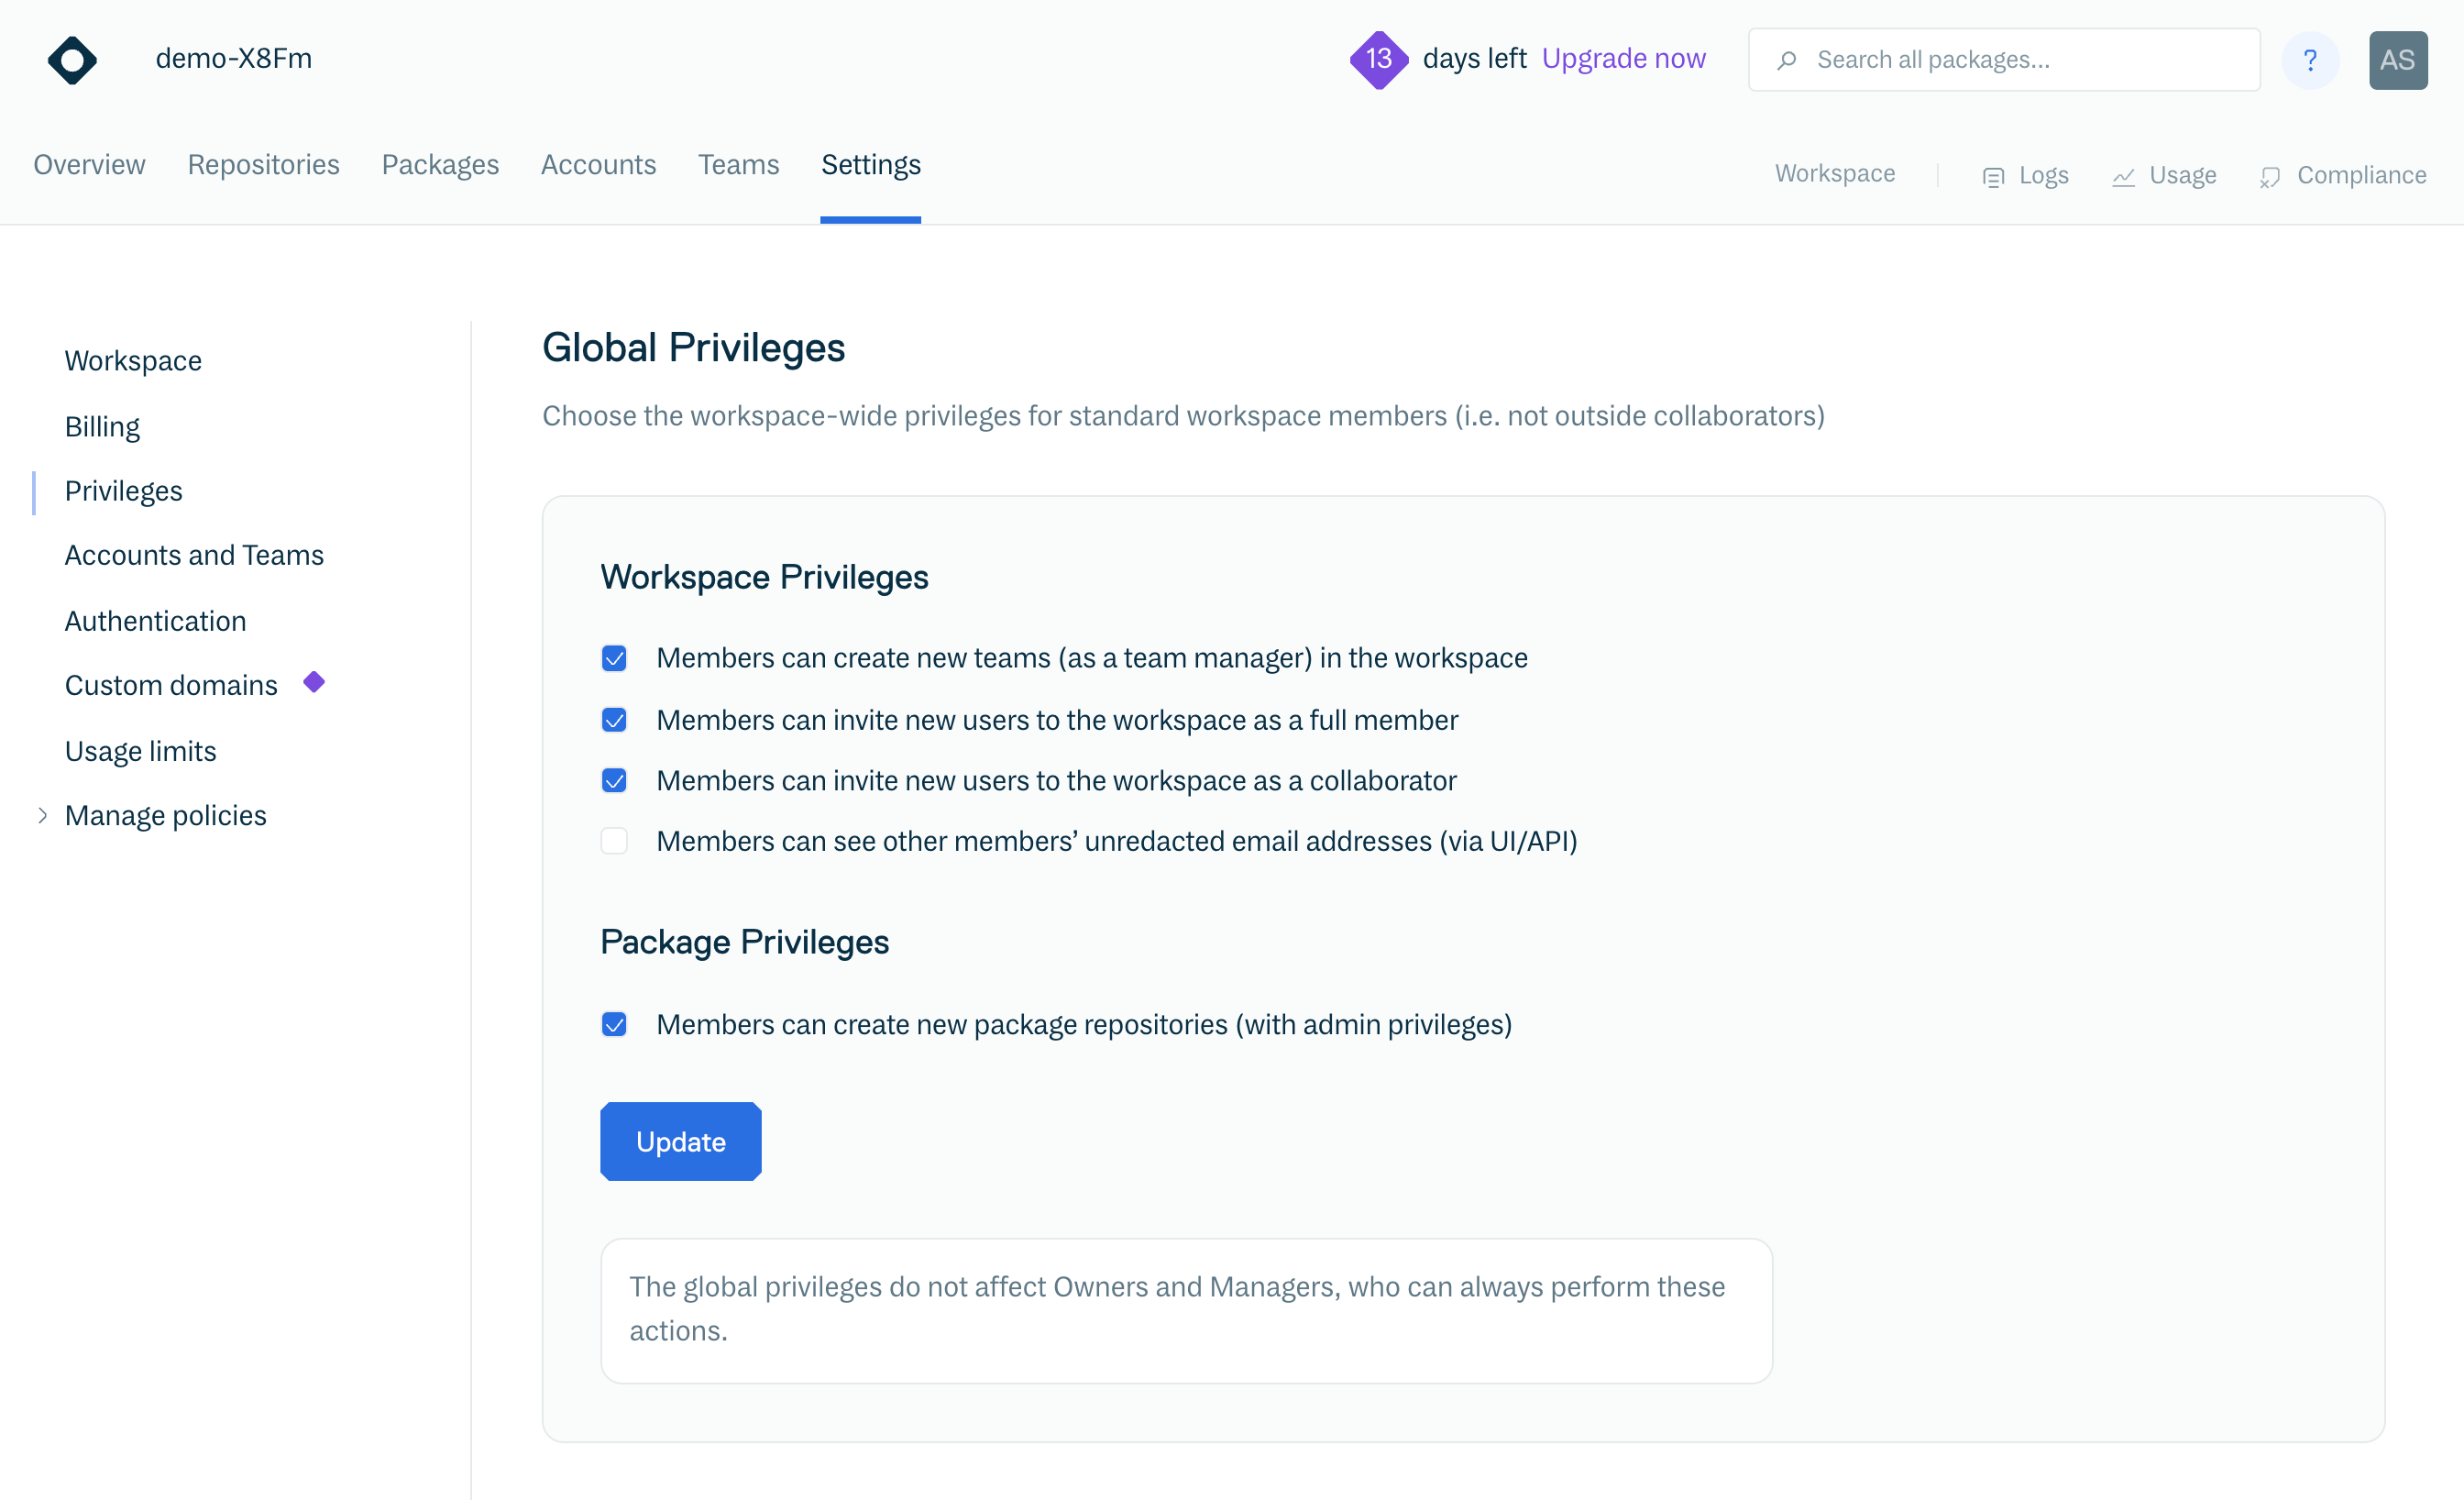 demo-X8Fm
13 days left Upgrade now
Search all packages...
?
AS
Overview Repositories Packages Accounts Teams Settings
Workspace Logs Usage Compliance
Workspace
Billing
Privileges
Accounts and Teams
Authentication
Custom domains
Usage limits
Manage policies
Global Privileges
Choose the workspace-wide privileges for standard workspace members (i.e. not outside collaborators)
Workspace Privileges
Members can create new teams (as a team manager) in the workspace
Members can invite new users to the workspace as a full member
Members can invite new users to the workspace as a collaborator
Members can see other members’ unredacted email addresses (via UI/API)
Package Privileges
Members can create new package repositories (with admin privileges)
Update
The global privileges do not affect Owners and Managers, who can always perform these
actions.